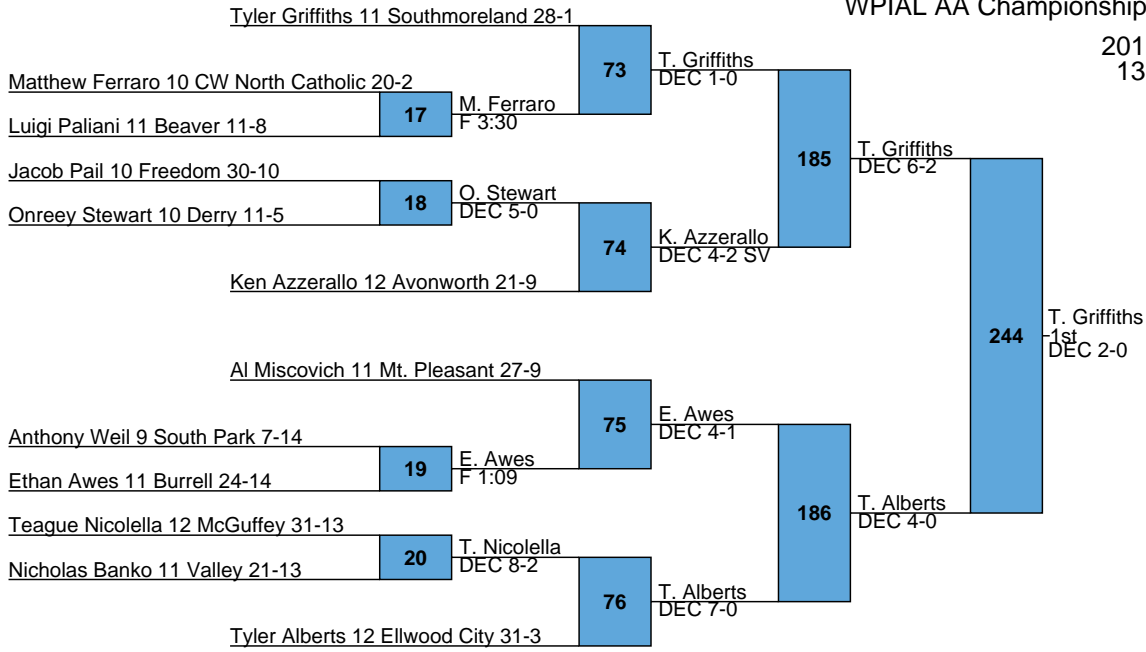 WPIAL AA Championship
201
13
Tyler Griffiths 11 Southmoreland 28-1
73
T. Griffiths
DEC 1-0
Matthew Ferraro 10 CW North Catholic 20-2
17
M. Ferraro
F 3:30
Luigi Paliani 11 Beaver 11-8
185
T. Griffiths
DEC 6-2
Jacob Pail 10 Freedom 30-10
18
O. Stewart
DEC 5-0
Onreey Stewart 10 Derry 11-5
74
K. Azzerallo
DEC 4-2 SV
Ken Azzerallo 12 Avonworth 21-9
244
T. Griffiths
1st
DEC 2-0
Al Miscovich 11 Mt. Pleasant 27-9
75
E. Awes
DEC 4-1
Anthony Weil 9 South Park 7-14
19
E. Awes
F 1:09
Ethan Awes 11 Burrell 24-14
186
T. Alberts
DEC 4-0
Teague Nicolella 12 McGuffey 31-13
20
T. Nicolella
DEC 8-2
Nicholas Banko 11 Valley 21-13
76
T. Alberts
DEC 7-0
Tyler Alberts 12 Ellwood City 31-3